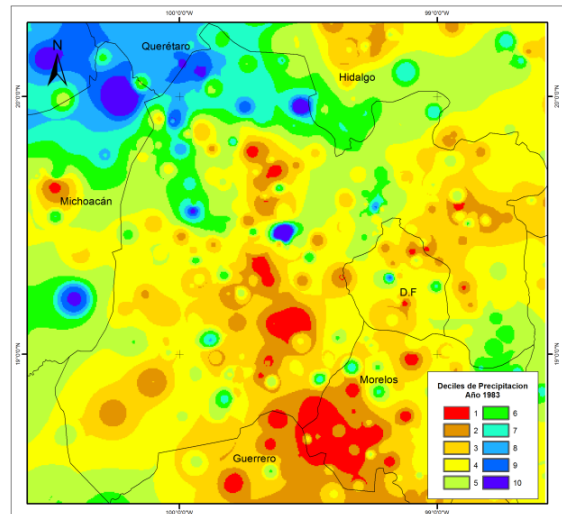 100°0'0"W 99°0'0"W
N
Querétaro
Hidalgo
20°0'0"N 20°0'0"N
Michoacán
D.F
19°0'0"N 19°0'0"N
Morelos
Guerrero
Deciles de Precipitacion
Año 1983
1 6
2 7
3 8
4 9
5 10
100°0'0"W 99°0'0"W